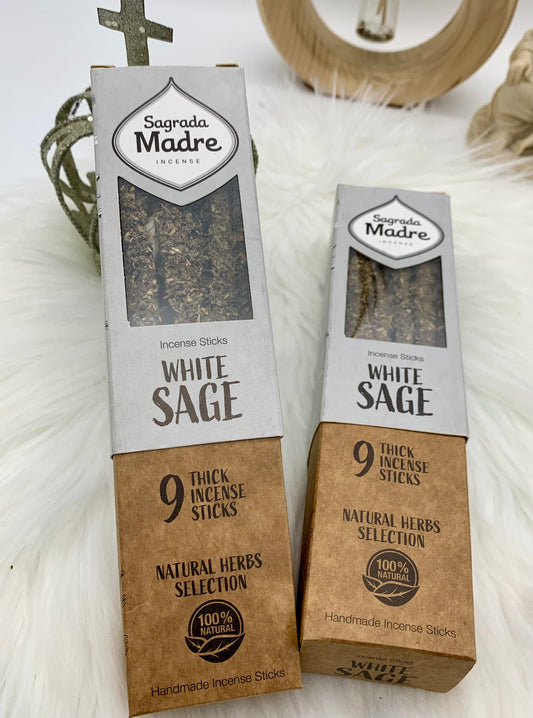 Sagrada
Madre
INCENSE
Incense Sticks
WHITE
SAGE
9 THICK
INCENSE
STICKS
NATURAL HERBS
SELECTION
100%
NATURAL
Handmade Incense Sticks
Sagrada
Madre
INCENSE
Incense Sticks
WHITE
SAGE
9 THICK
INCENSE
STICKS
NATURAL HERBS
SELECTION
100%
NATURAL
Handmade Incense Sticks
Incense Sticks
WHITE
SAGE